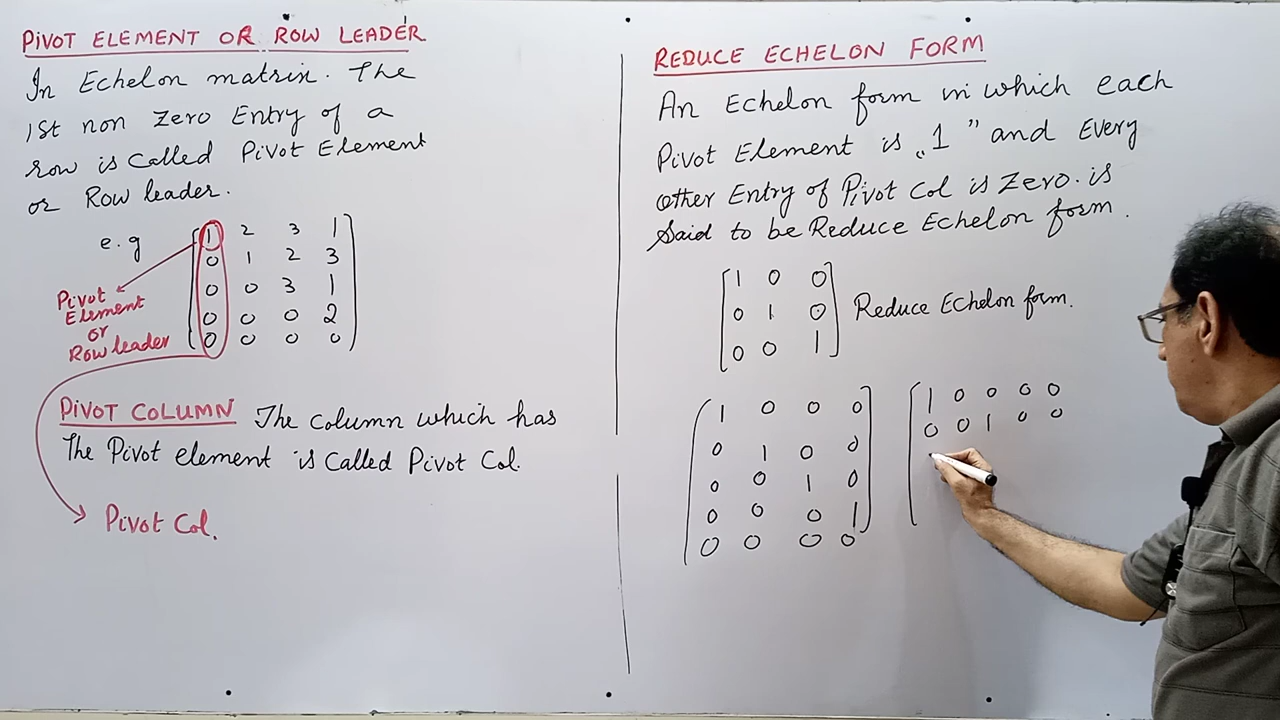 PIVOT ELEMENT OR ROW LEADER
In Echelon matrix. The
1st non zero Entry of a
row is called Pivot Element
or Row leader.
e.g
1 2 3 1
0 1 2 3
0 0 3 1
0 0 0 2
0 0 0 0
Pivot
Element
or
Row leader
PIVOT COLUMN The column which has
The Pivot element is called Pivot Col.
Pivot Col.
REDUCE ECHELON FORM
An Echelon form in which each
Pivot Element is „1" and Every
other Entry of Pivot Col is zero. is
Said to be Reduce Echelon form.
1 0 0
0 1 0 Reduce Echelon form.
0 0 1
1 0 0 0
0 1 0 0
0 0 1 0
0 0 0 1
0 0 0 0
1 0 0 0 0
0 0 1 0 0